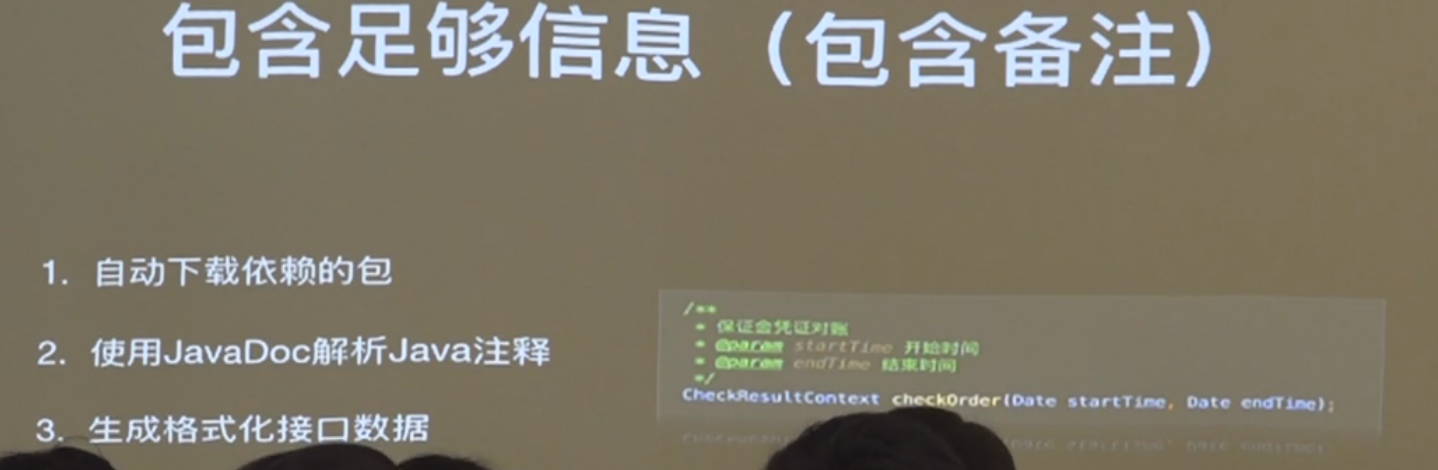 包含足够信息（包含备注）
1. 自动下载依赖的包
2. 使用JavaDoc解析Java注释
3. 生成格式化接口数据
/**
* 保证金凭证对账
* @param startTime 开始时间
* @param endTime 结束时间
*/
CheckResultContext checkOrder(Date startTime, Date endTime);